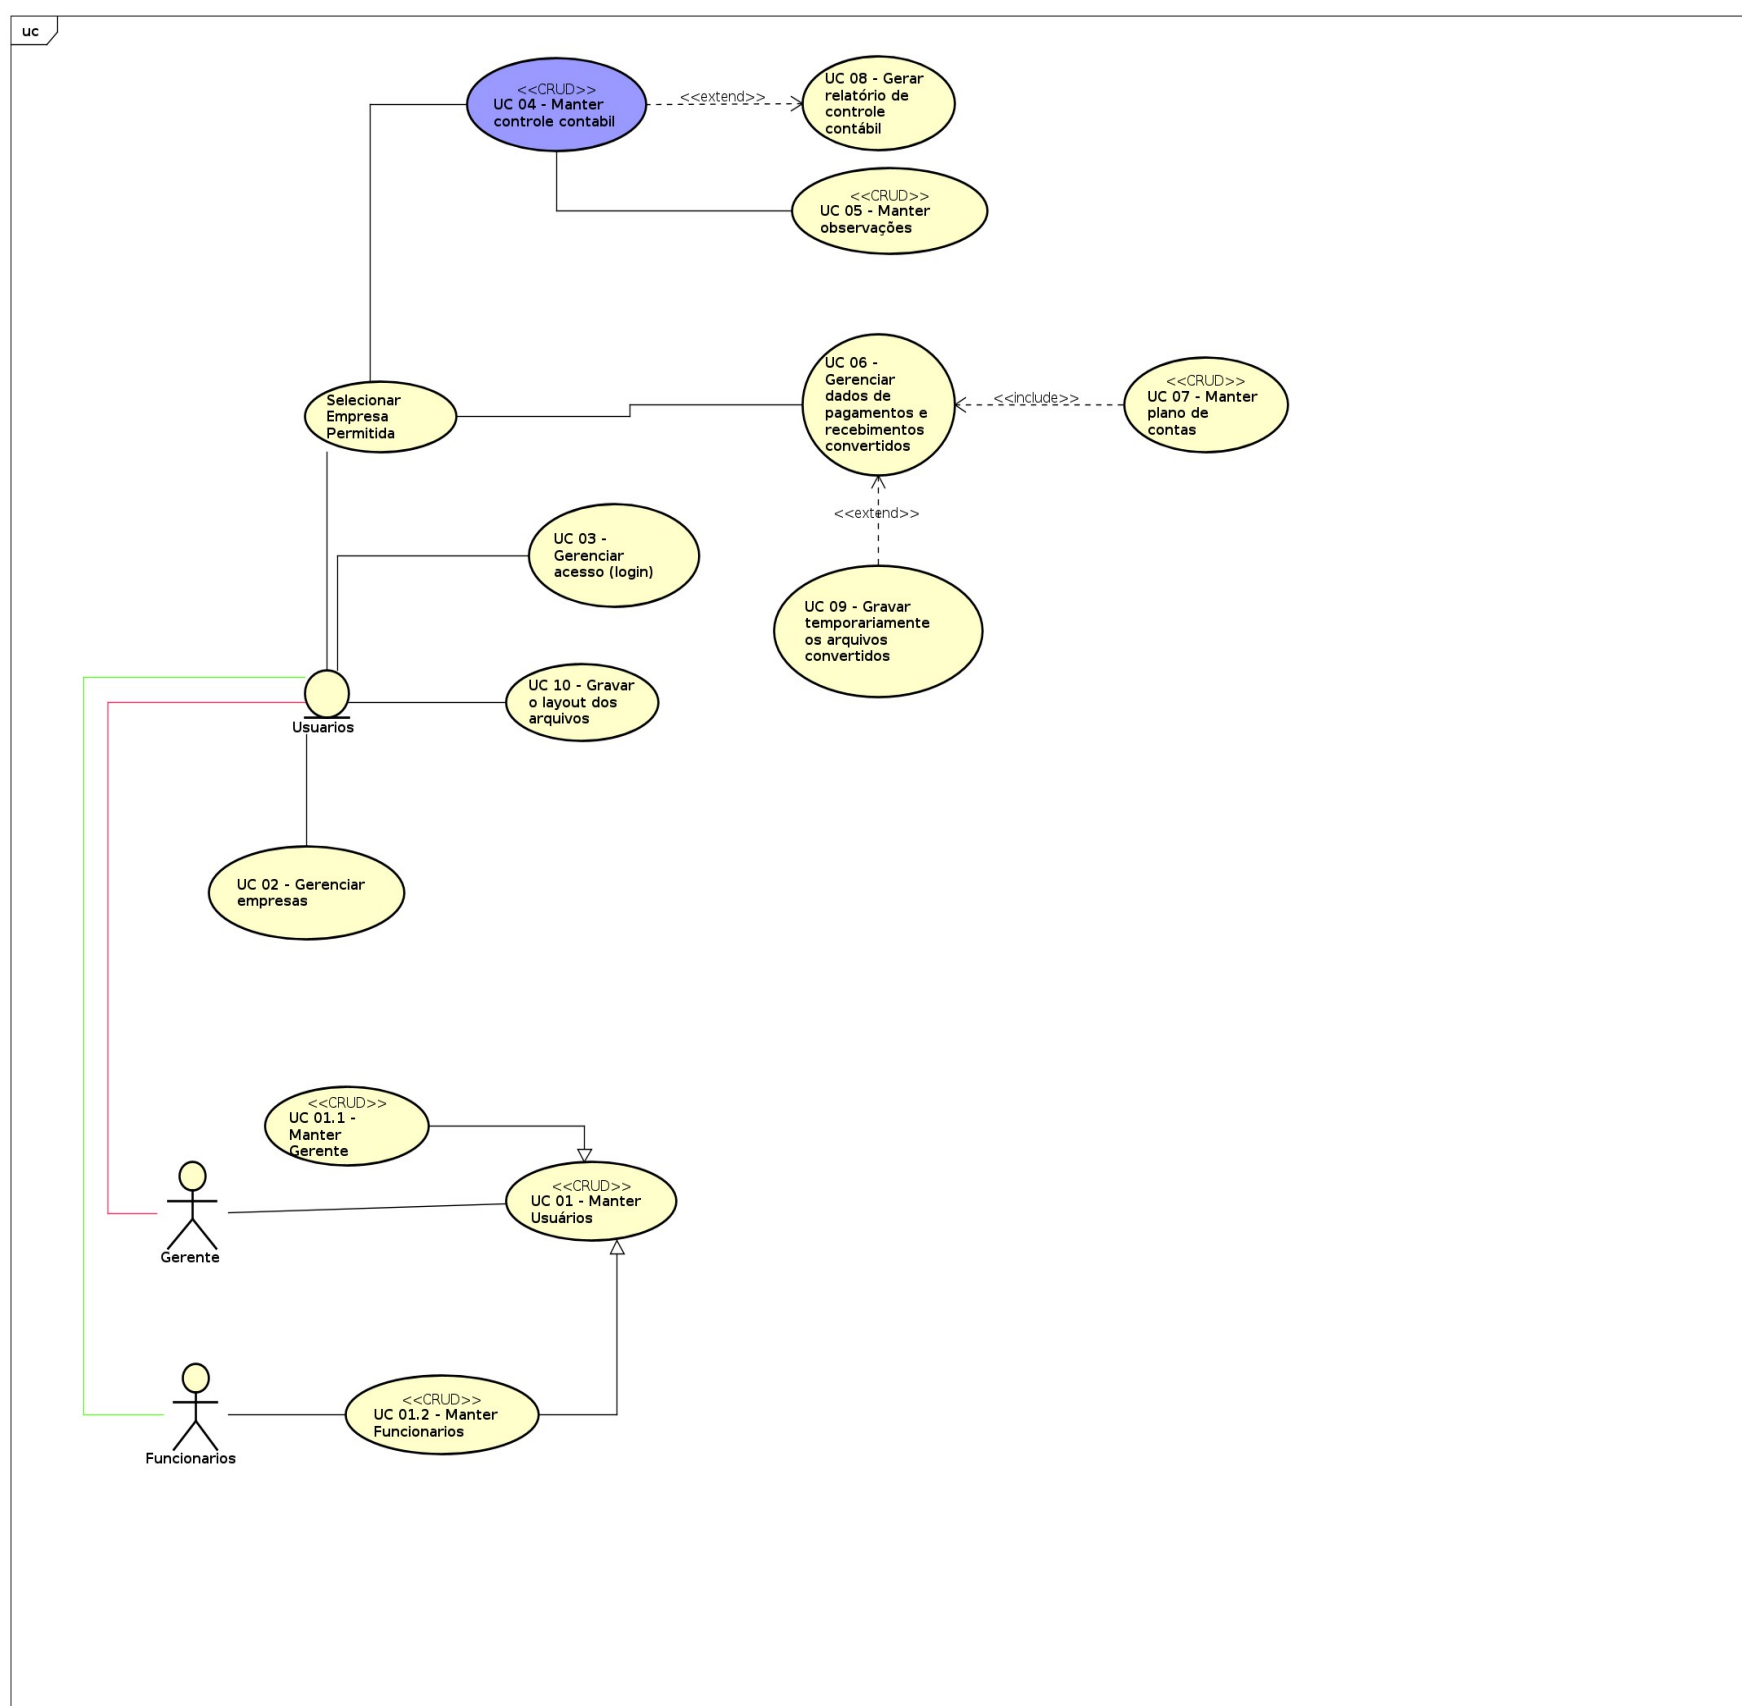 uc
<<CRUD>>
UC 04 - Manter
controle contabil
<<extend>>
UC 08 - Gerar
relatório de
controle
contábil
<<CRUD>>
UC 05 - Manter
observações
Selecionar
Empresa
Permitida
UC 06 -
Gerenciar
dados de
pagamentos e
recebimentos
convertidos
<<include>>
<<CRUD>>
UC 07 - Manter
plano de
contas
<<extend>>
UC 03 -
Gerenciar
acesso (login)
UC 09 - Gravar
temporariamente
os arquivos
convertidos
UC 10 - Gravar
o layout dos
arquivos
Usuarios
UC 02 - Gerenciar
empresas
<<CRUD>>
UC 01.1 -
Manter
Gerente
<<CRUD>>
UC 01 - Manter
Usuários
Gerente
<<CRUD>>
UC 01.2 - Manter
Funcionarios
Funcionarios